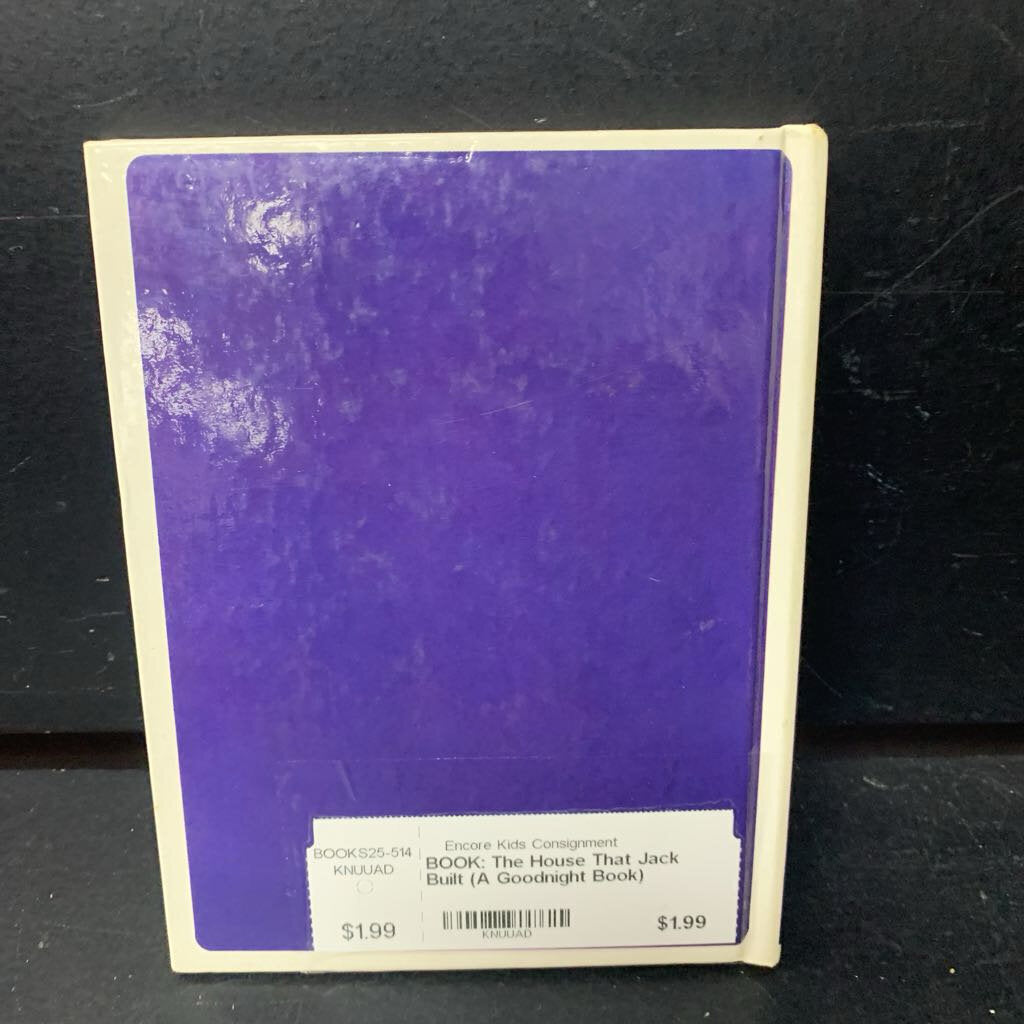 BOOKS25-514
KNUUAD
$1.99
Encore Kids Consignment
BOOK: The House That Jack
Built (A Goodnight Book)
KNUUAD
$1.99